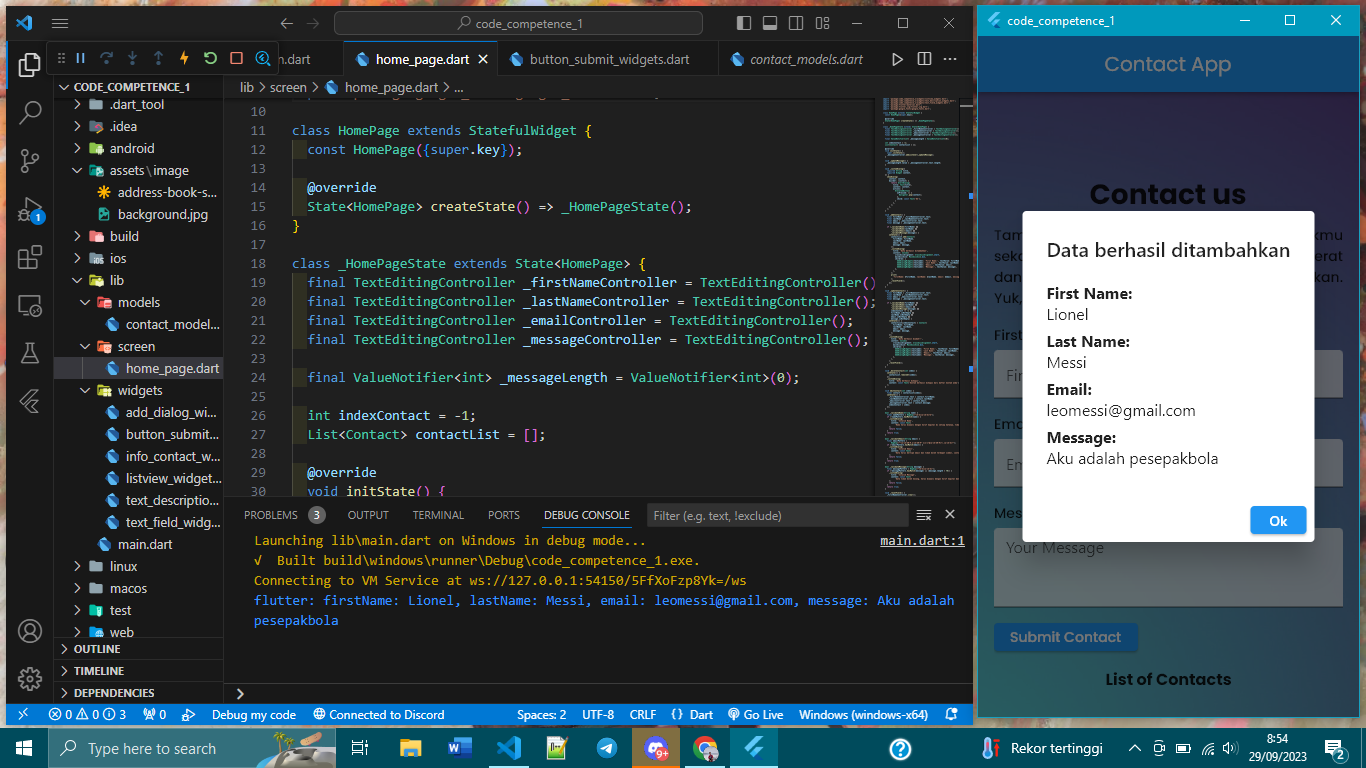 code_competence_1
n.dart
home_page.dart
button_submit_widgets.dart
contact_models.dart
lib > screen > home_page.dart > ...
CODE_COMPETENCE_1
.dart_tool
.idea
android
assets\image
address-book-s...
background.jpg
build
ios
lib
models
contact_model...
screen
home_page.dart
widgets
add_dialog_wi...
button_submit...
info_contact_w...
listview_widget...
text_descriptio...
text_field_widg...
main.dart
linux
macos
test
web
OUTLINE
TIMELINE
DEPENDENCIES
1
10
11 class HomePage extends StatefulWidget {
12 const HomePage({super.key});
13
14 @override
15 State<HomePage> createState() => _HomePageState();
16 }
17
18 class _HomePageState extends State<HomePage> {
19 final TextEditingController _firstNameController = TextEditingController()
20 final TextEditingController _lastNameController = TextEditingController();
21 final TextEditingController _emailController = TextEditingController();
22 final TextEditingController _messageController = TextEditingController();
23
24 final ValueNotifier<int> _messageLength = ValueNotifier<int>(0);
25
26 int indexContact = -1;
27 List<Contact> contactList = [];
28
29 @override
30 void initState() {
PROBLEMS 3 OUTPUT TERMINAL PORTS DEBUG CONSOLE Filter (e.g. text, !exclude)
Launching lib\main.dart on Windows in debug mode... main.dart:1
√ Built build\windows\runner\Debug\code_competence_1.exe.
Connecting to VM Service at ws://127.0.0.1:54150/5FfXoFzp8Yk=/ws
flutter: firstName: Lionel, lastName: Messi, email: leomessi@gmail.com, message: Aku adalah
pesepakbola
0 0 3 0 Debug my code Connected to Discord Spaces: 2 UTF-8 CRLF {} Dart Go Live Windows (windows-x64)
code_competence_1
Contact App
Contact us
Data berhasil ditambahkan
First Name:
Lionel
Last Name:
Messi
Email:
leomessi@gmail.com
Message:
Aku adalah pesepakbola
Ok
Yuk,
Your Message
Submit Contact
List of Contacts
Type here to search
9+
Rekor tertinggi
8:54
29/09/2023
2